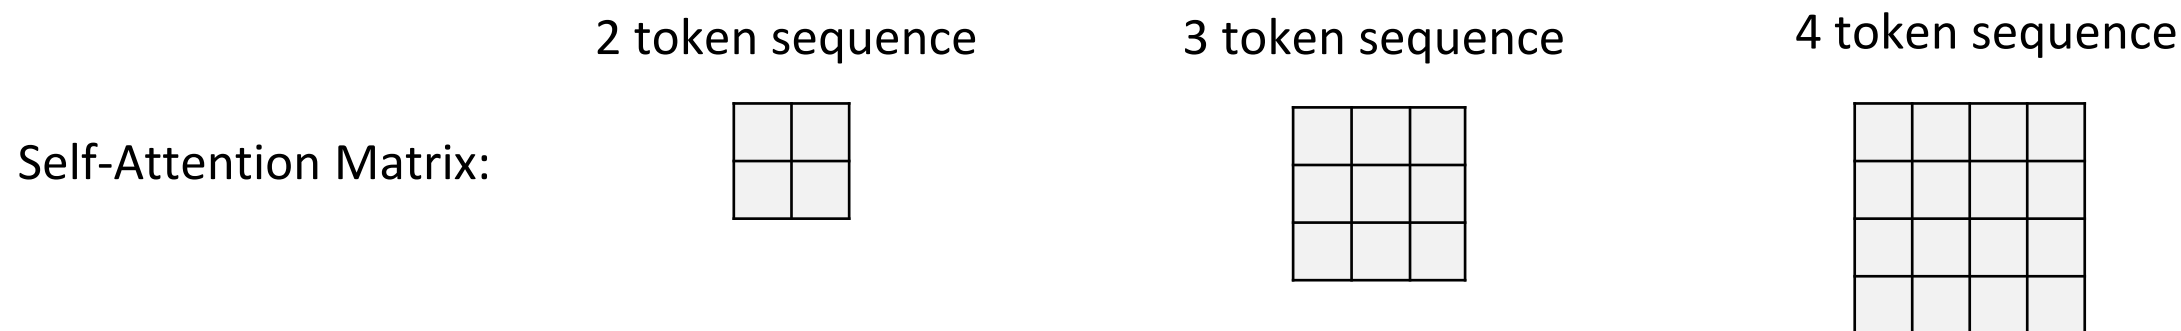 2 token sequence
3 token sequence
4 token sequence
Self-Attention Matrix: